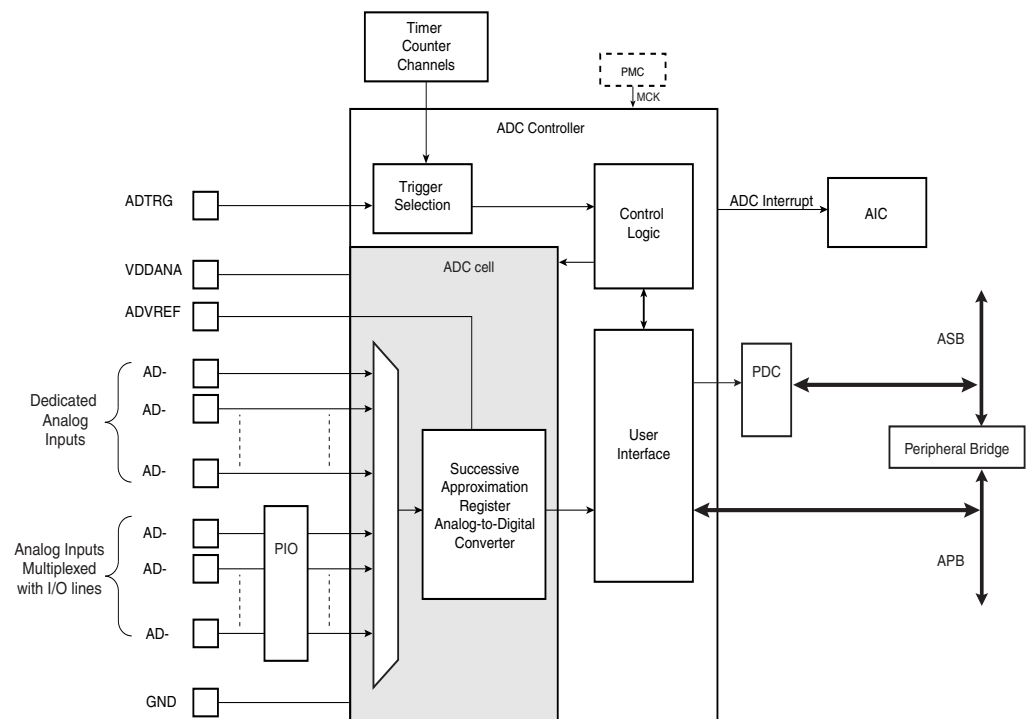 Timer
Counter
Channels
PMC
MCK
ADC Controller
Trigger
Selection
Control
Logic
ADTRG
ADC Interrupt
AIC
VDDANA
ADC cell
ADVREF
ASB
AD-
PDC
Dedicated
Analog
Inputs
AD-
AD-
User
Interface
Peripheral Bridge
Successive
Approximation
Register
Analog-to-Digital
Converter
AD-
PIO
Analog Inputs
Multiplexed
with I/O lines
AD-
AD-
APB
GND